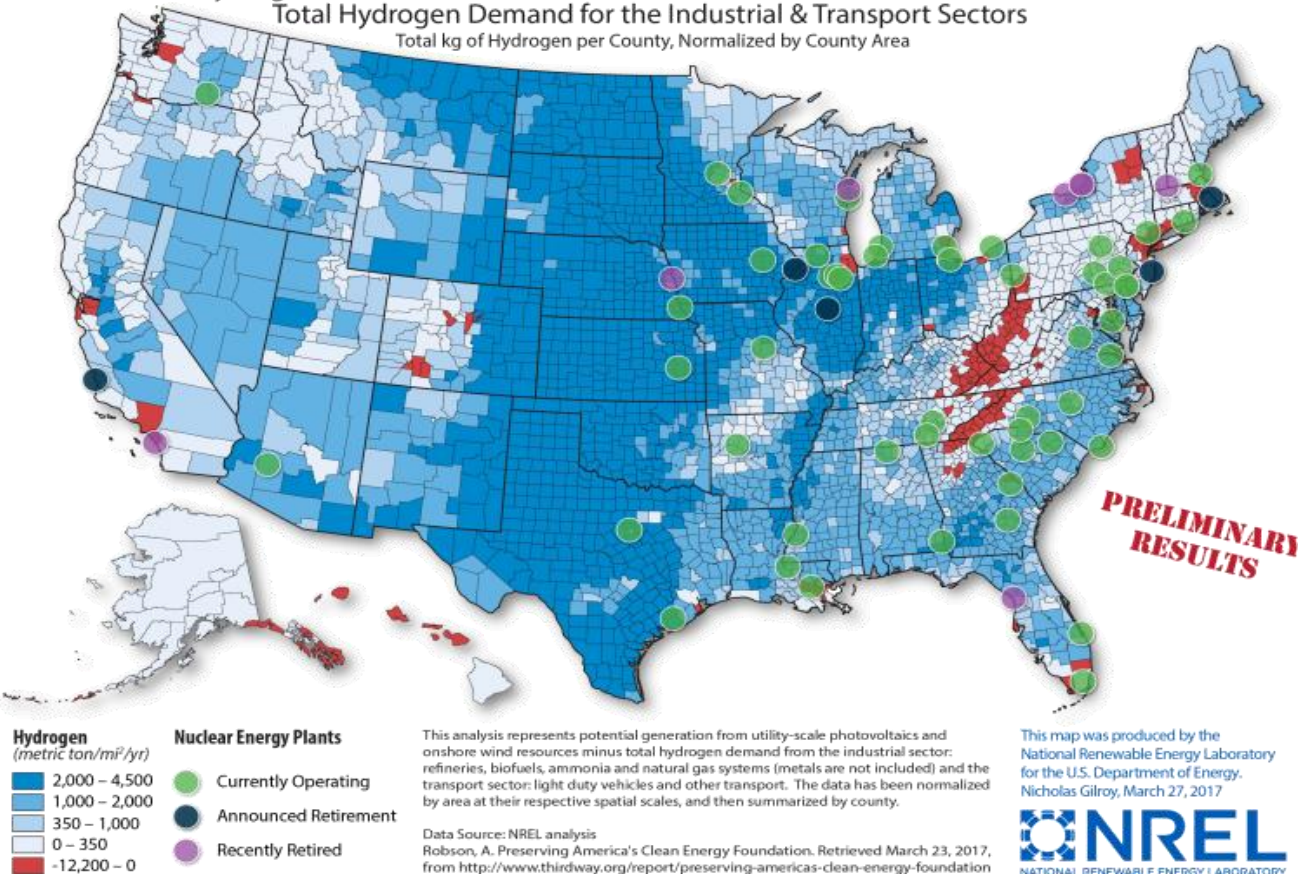 Total Hydrogen Demand for the Industrial & Transport Sectors
Total kg of Hydrogen per County, Normalized by County Area
PRELIMINARY
RESULTS
Hydrogen
(metric ton/mi²/yr)
2,000 – 4,500
1,000 – 2,000
350 – 1,000
0 – 350
-12,200 – 0
Nuclear Energy Plants
Currently Operating
Announced Retirement
Recently Retired
This analysis represents potential generation from utility-scale photovoltaics and
onshore wind resources minus total hydrogen demand from the industrial sector:
refineries, biofuels, ammonia and natural gas systems (metals are not included) and the
transport sector: light duty vehicles and other transport. The data has been normalized
by area at their respective spatial scales, and then summarized by county.
Data Source: NREL analysis
Robson, A. Preserving America's Clean Energy Foundation. Retrieved March 23, 2017,
from http://www.thirdway.org/report/preserving-americas-clean-energy-foundation
This map was produced by the
National Renewable Energy Laboratory
for the U.S. Department of Energy.
Nicholas Gilroy, March 27, 2017
NREL
NATIONAL RENEWABLE ENERGY LABORATORY